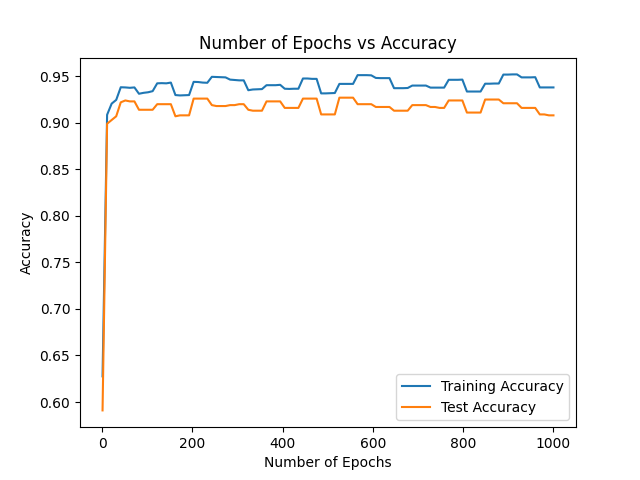 Number of Epochs vs Accuracy
Accuracy
0.95
0.90
0.85
0.80
0.75
0.70
0.65
0.60
0
200
400
600
800
1000
Number of Epochs
Training Accuracy
Test Accuracy